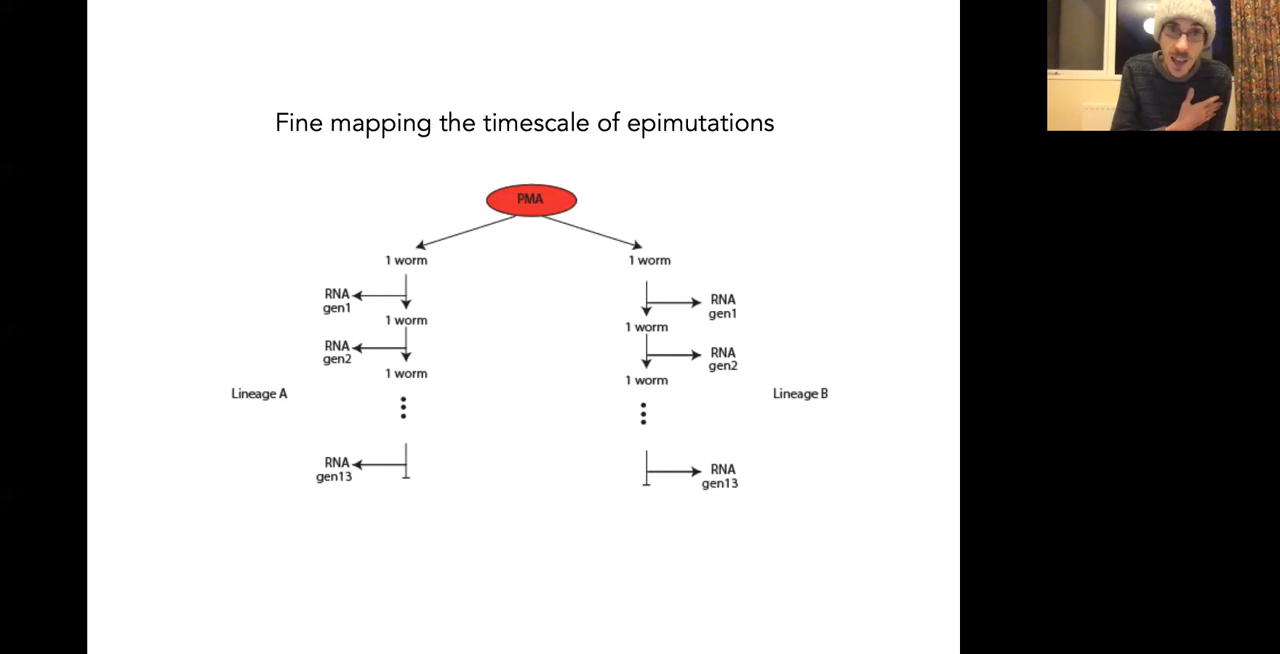 Fine mapping the timescale of epimutations
PMA
1 worm
1 worm
RNA
gen1
RNA
gen1
1 worm
1 worm
RNA
gen2
RNA
gen2
1 worm
1 worm
Lineage A
Lineage B
RNA
gen13
RNA
gen13